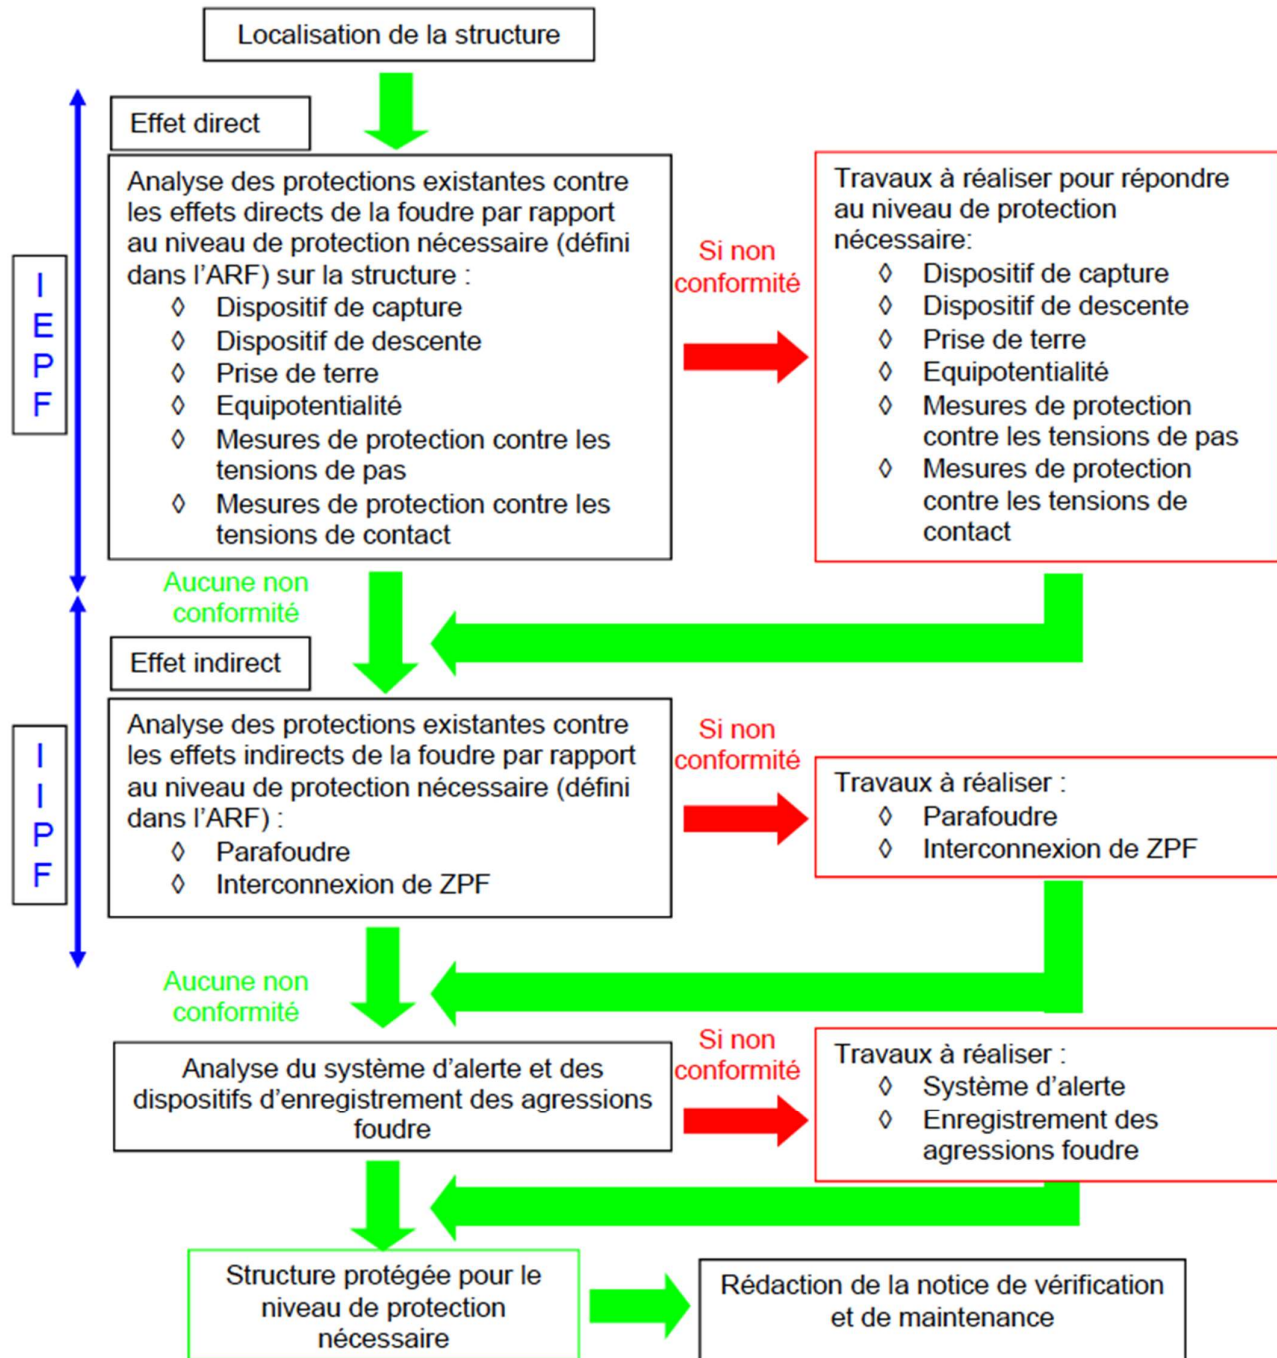 Localisation de la structure
Effet direct
Analyse des protections existantes contre
les effets directs de la foudre par rapport
au niveau de protection nécessaire (défini
dans l'ARF) sur la structure :
◊ Dispositif de capture
◊ Dispositif de descente
◊ Prise de terre
◊ Equipotentialité
◊ Mesures de protection contre les
tensions de pas
◊ Mesures de protection contre les
tensions de contact
Si non
conformité
Travaux à réaliser pour répondre
au niveau de protection
nécessaire:
◊ Dispositif de capture
◊ Dispositif de descente
◊ Prise de terre
◊ Equipotentialité
◊ Mesures de protection
contre les tensions de pas
◊ Mesures de protection
contre les tensions de
contact
I
E
P
F
Aucune non
conformité
Effet indirect
Analyse des protections existantes contre
les effets indirects de la foudre par rapport
au niveau de protection nécessaire (défini
dans l'ARF) :
◊ Parafoudre
◊ Interconnexion de ZPF
Si non
conformité
Travaux à réaliser :
◊ Parafoudre
◊ Interconnexion de ZPF
I
I
P
F
Aucune non
conformité
Analyse du système d'alerte et des
dispositifs d'enregistrement des agressions
foudre
Si non
conformité
Travaux à réaliser :
◊ Système d'alerte
◊ Enregistrement des
agressions foudre
Structure protégée pour le
niveau de protection
nécessaire
Rédaction de la notice de vérification
et de maintenance